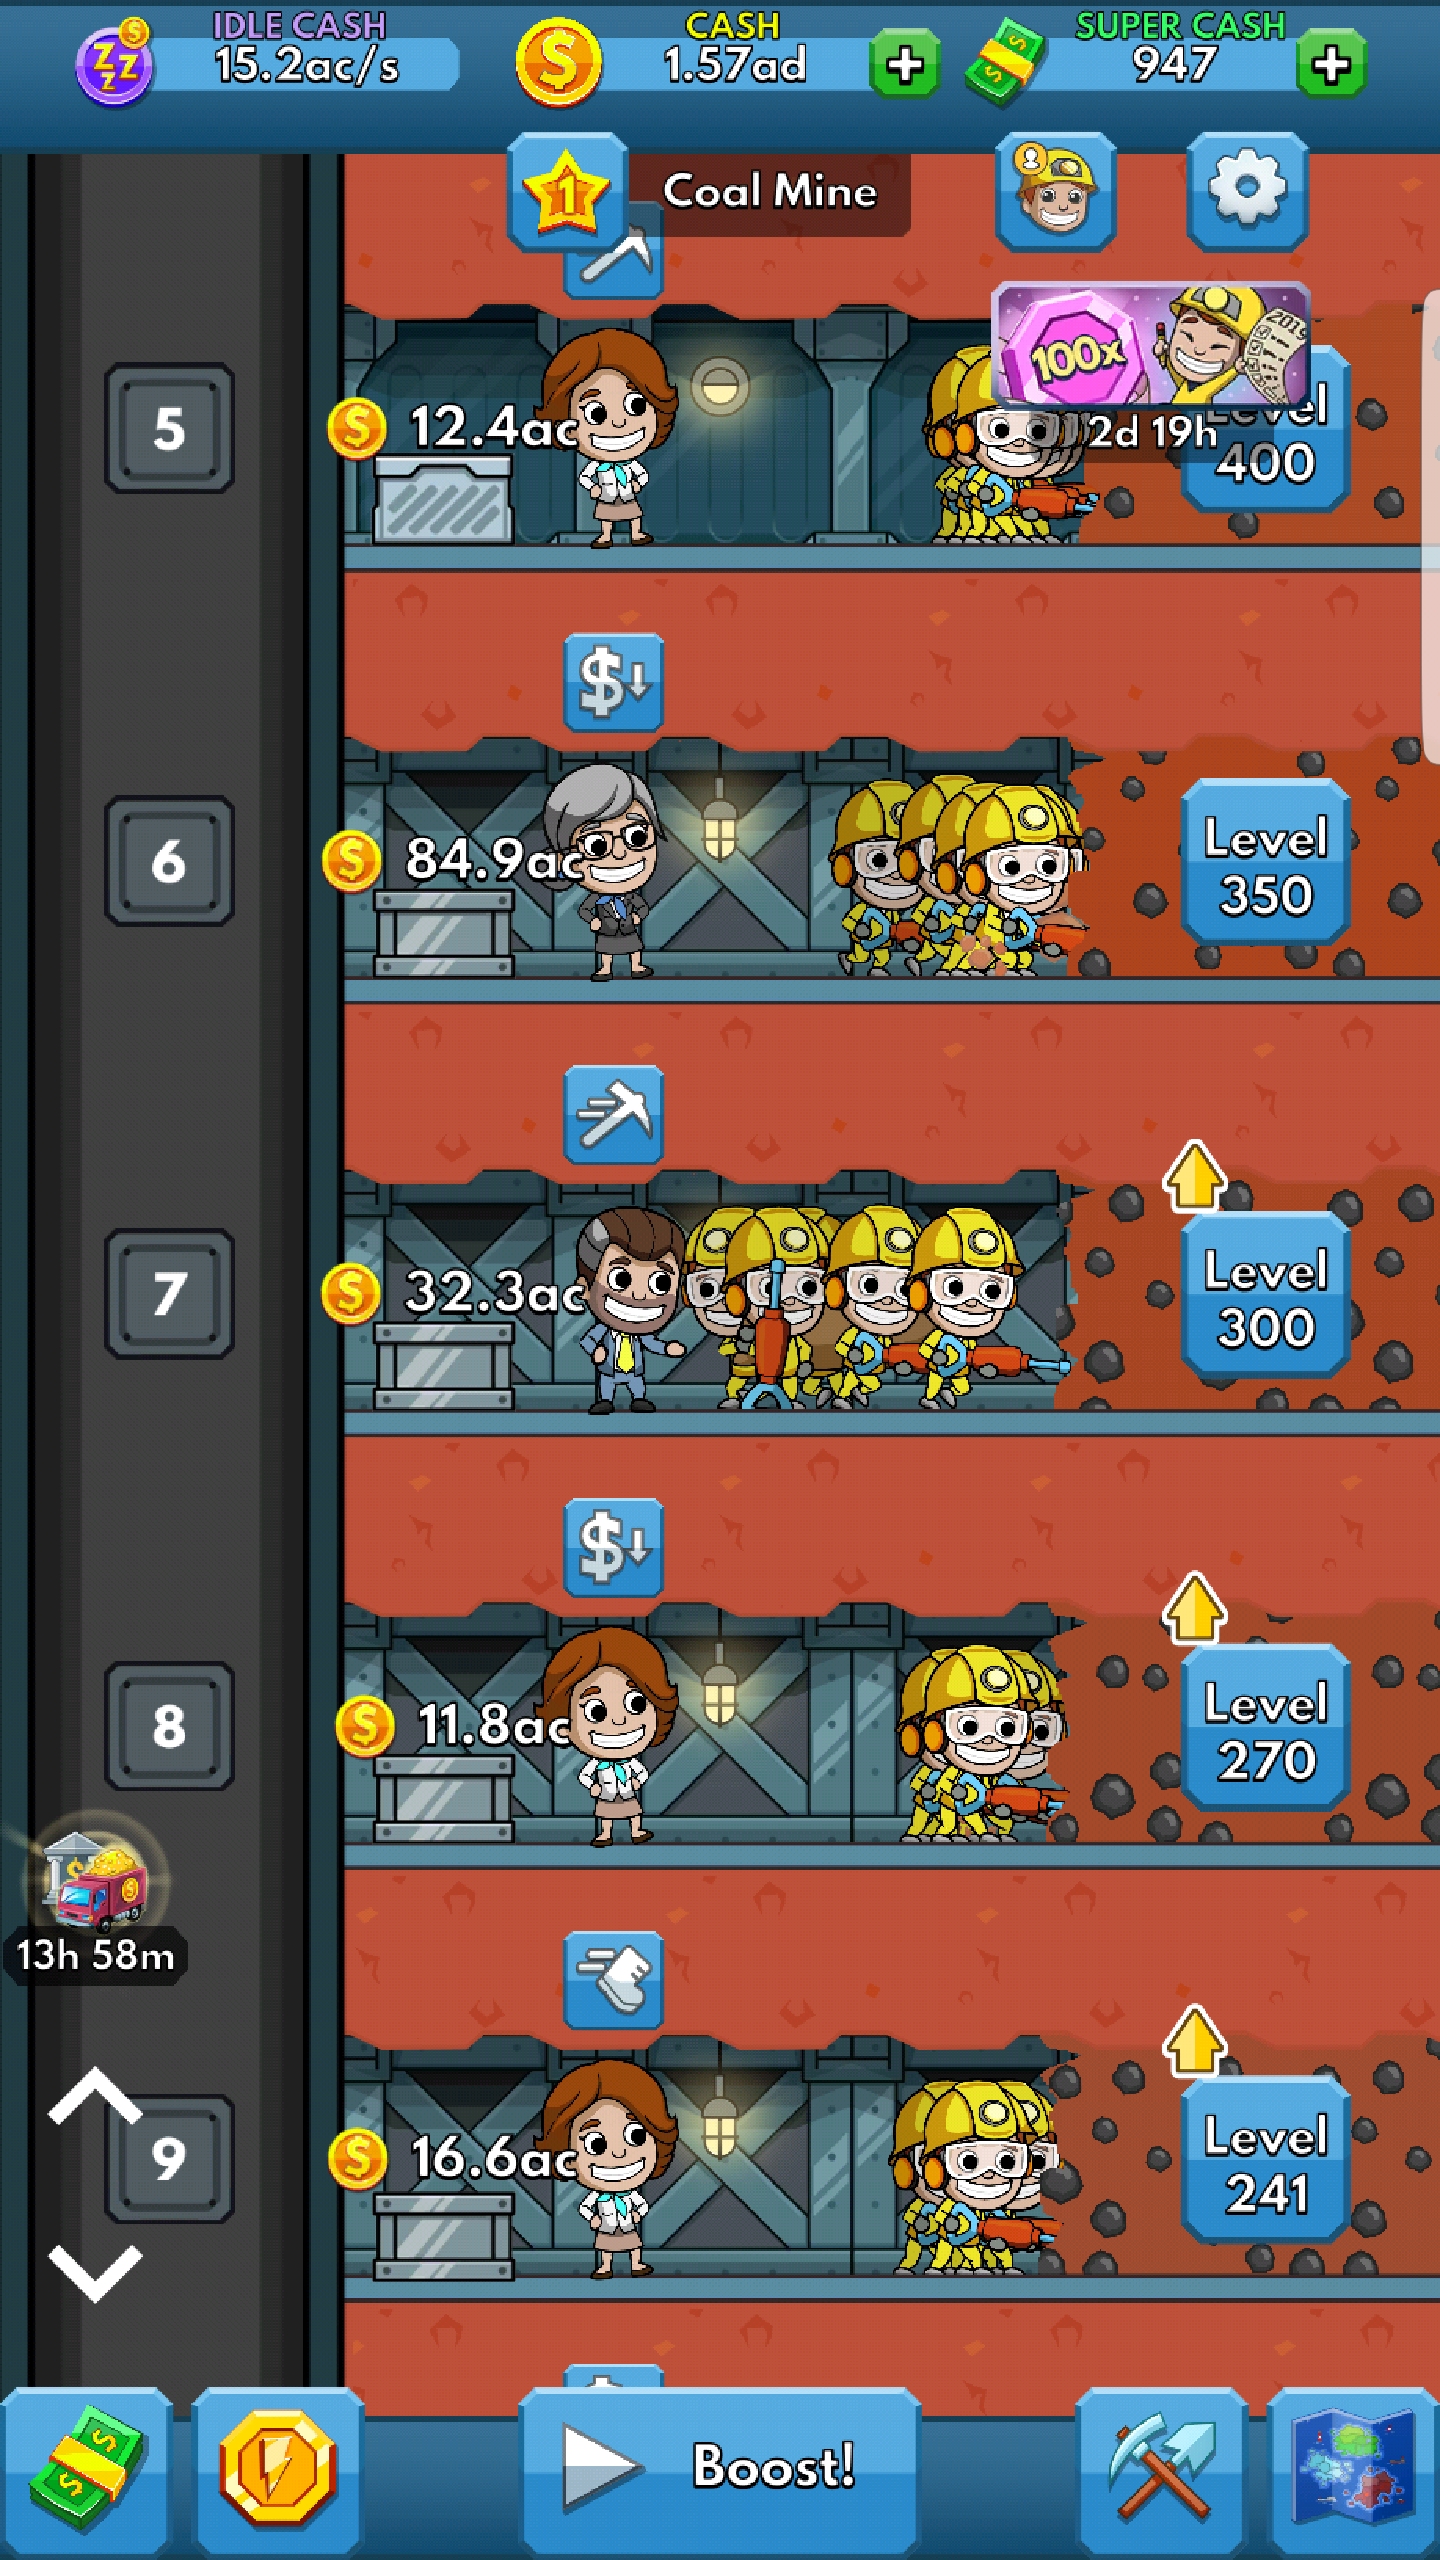 IDLE CASH
15.2ac/s
CASH
1.57ad
SUPER CASH
947
1
Coal Mine
100x
2019
2d 19h
5
12.4ac
Level
400
6
84.9ac
Level
350
7
32.3ac
Level
300
8
11.8ac
Level
270
13h 58m
9
16.6ac
Level
241
Boost!